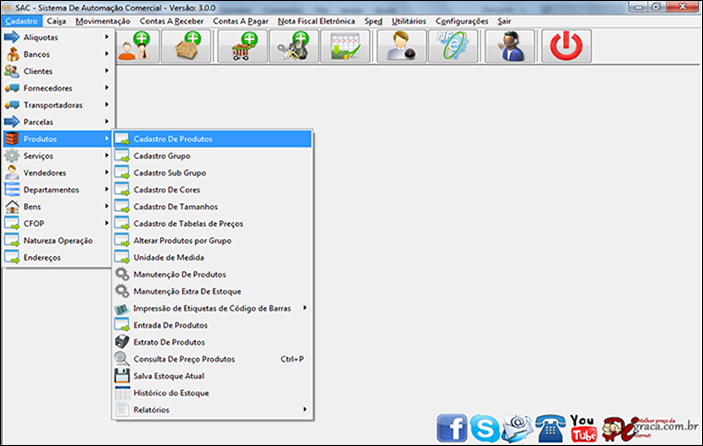 SAC - Sistema De Automação Comercial - Versão: 3.0.0
Cadastro Caixa Movimentação Contas A Receber Contas A Pagar Nota Fiscal Eletrônica Sped Utilitários Configurações Sair
Aliquotas
Bancos
Clientes
Fornecedores
Transportadoras
Parcelas
Produtos
Serviços
Vendedores
Departamentos
Bens
CFOP
Natureza Operação
Endereços
Cadastro De Produtos
Cadastro Grupo
Cadastro Sub Grupo
Cadastro De Cores
Cadastro De Tamanhos
Cadastro de Tabelas de Preços
Alterar Produtos por Grupo
Unidade de Medida
Manutenção De Produtos
Manutenção Extra De Estoque
Impressão de Etiquetas de Código de Barras
Entrada De Produtos
Extrato De Produtos
Consulta De Preço Produtos Ctrl+P
Salva Estoque Atual
Histórico do Estoque
Relatórios
You
Tube
Melhor preço da
graca.com.br